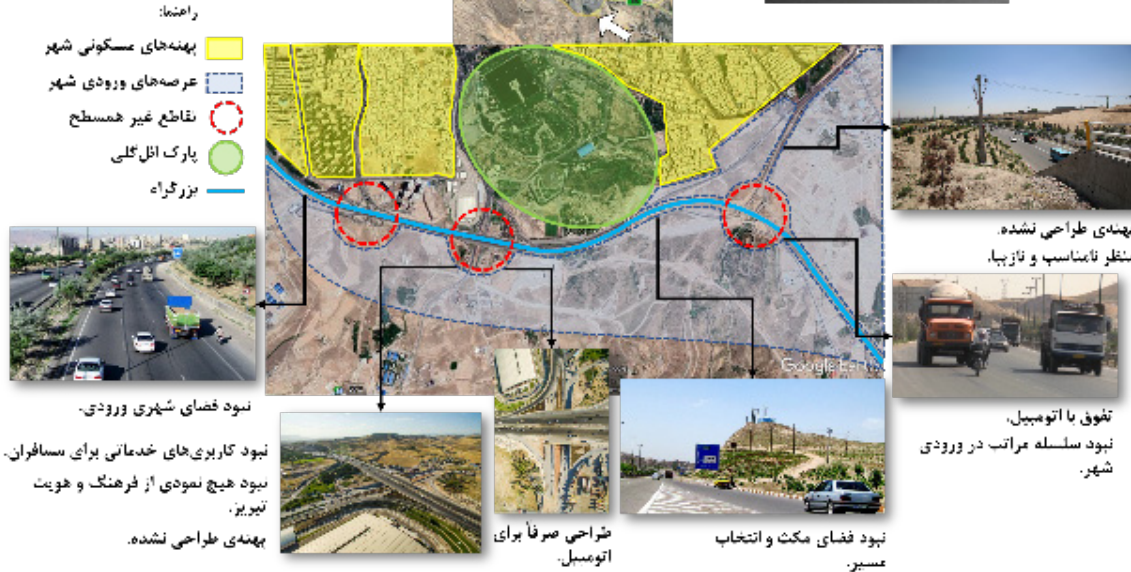 راهنما:
پهنه‌های مسکونی شهر
عرصه‌های ورودی شهر
تقاطع غیر همسطح
پارک ائل‌گلی
بزرگراه
Google Earth
پهنه‌ی طراحی نشده.
منظر نامناسب و نازیبا.
نبود فضای شهری ورودی.
نبود کاربری‌های خدماتی برای مسافران.
نبود هیچ نمودی از فرهنگ و هویت
تبریز.
پهنه‌ی طراحی نشده.
طراحی صرفاً برای
اتومبیل.
نبود فضای مکث و انتخاب
مسیر.
تفوق با اتومبیل.
نبود سلسله مراتب در ورودی
شهر.